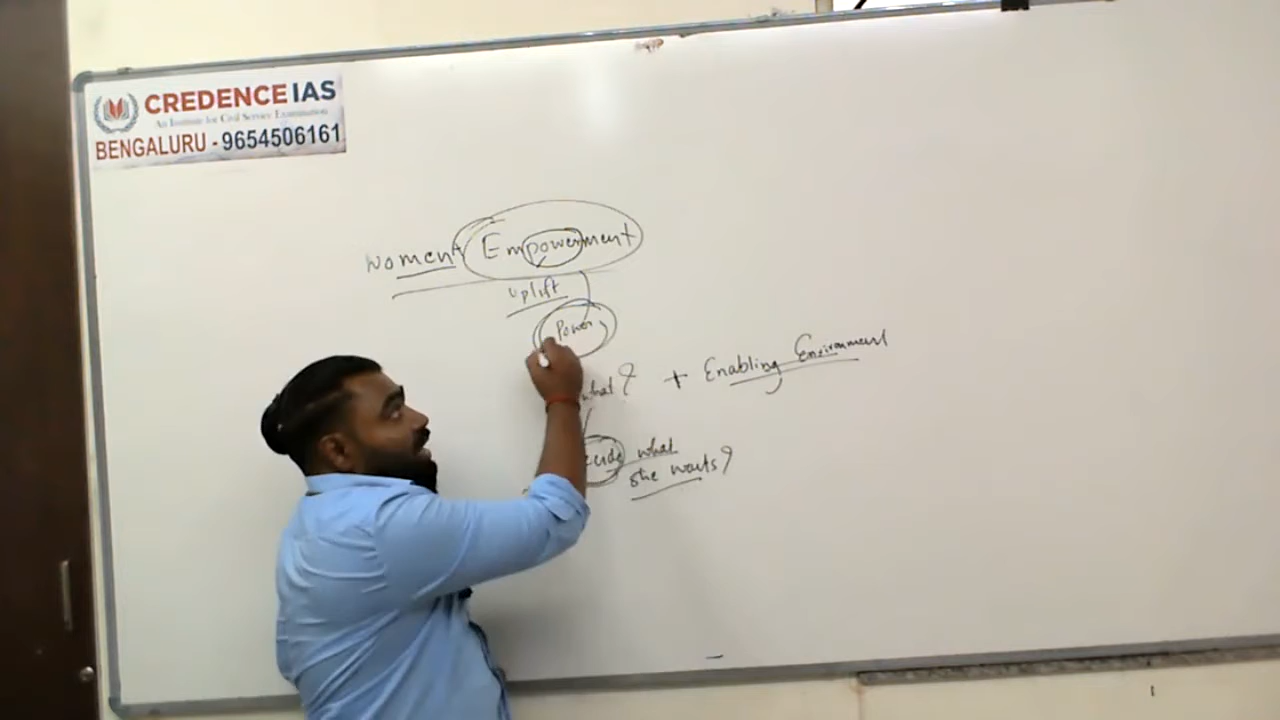 CREDENCE IAS
An Institute for Civil Service Examination
BENGALURU - 9654506161
women Empowerment
uplift
Power
what? + Enabling Environment
what
she wants?